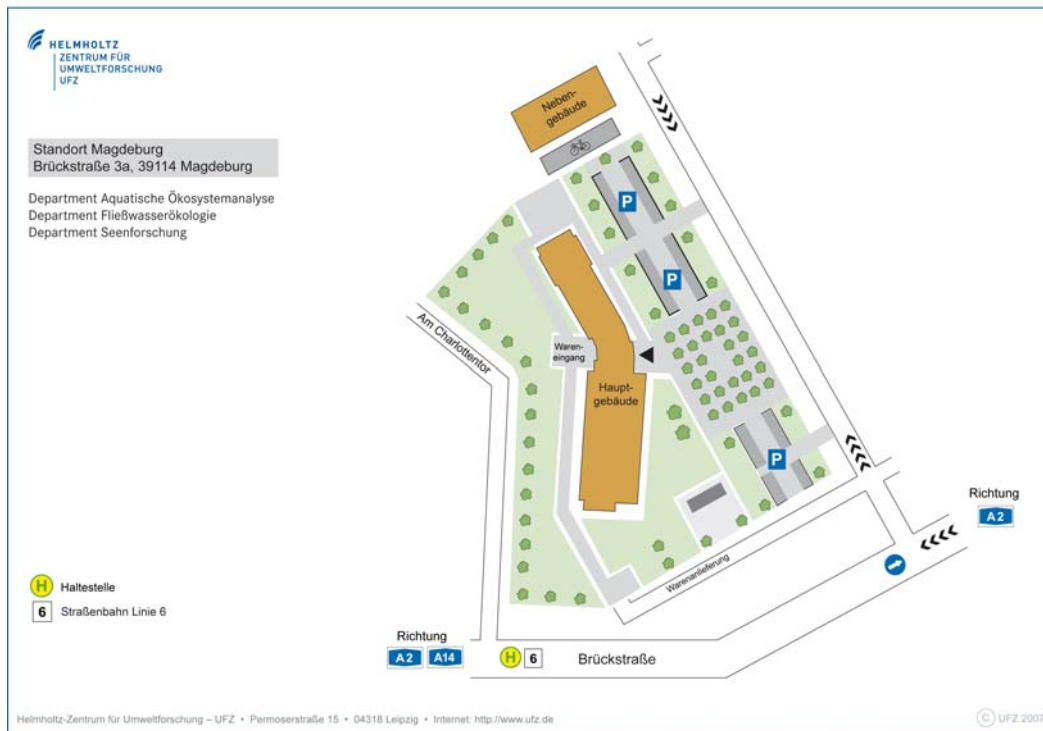 HELMHOLTZ
ZENTRUM FÜR
UMWELTFORSCHUNG
UFZ
Standort Magdeburg
Brückstraße 3a, 39114 Magdeburg
Department Aquatische Ökosystemanalyse
Department Fließwasserökologie
Department Seenforschung
Neben-
gebäude
P
P
Am Charlottentor
Waren-
eingang
Haupt-
gebäude
P
Richtung
A 2
Warenanlieferung
H Haltestelle
6 Straßenbahn Linie 6
Richtung
A 2 A14
H 6 Brückstraße
Helmholtz-Zentrum für Umweltforschung – UFZ • Permoserstraße 15 • 04318 Leipzig • Internet: http://www.ufz.de
© UFZ 2007